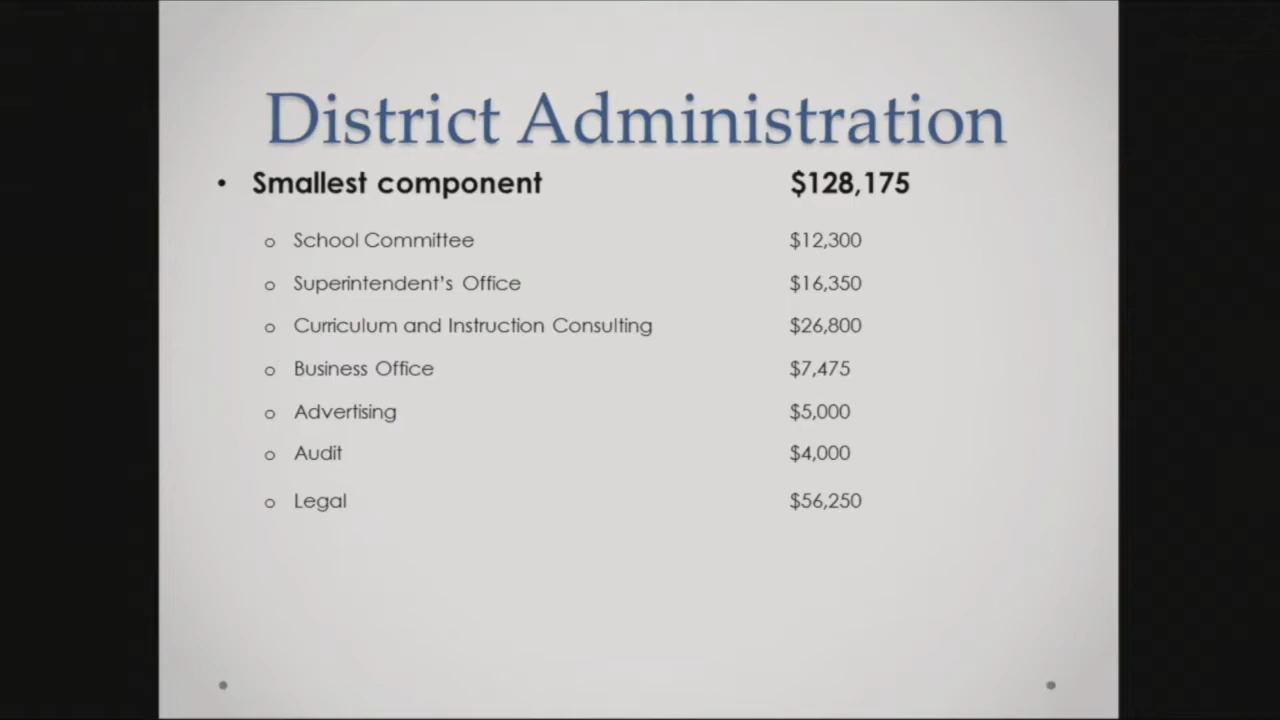 District Administration
• Smallest component $128,175
o School Committee $12,300
o Superintendent’s Office $16,350
o Curriculum and Instruction Consulting $26,800
o Business Office $7,475
o Advertising $5,000
o Audit $4,000
o Legal $56,250